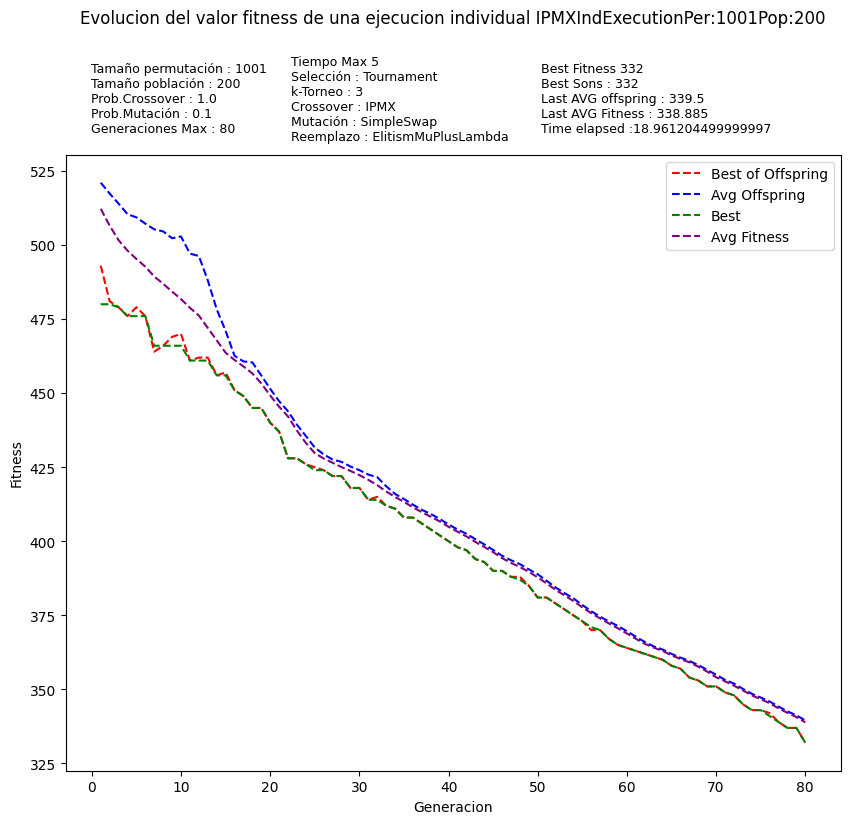 Evolucion del valor fitness de una ejecucion individual IPMXIndExecutionPer:1001Pop:200
Tamaño permutación : 1001
Tamaño población : 200
Prob.Crossover : 1.0
Prob.Mutación : 0.1
Generaciones Max : 80
Tiempo Max 5
Selección : Tournament
k-Torneo : 3
Crossover : IPMX
Mutación : SimpleSwap
Reemplazo : ElitismMuPlusLambda
Best Fitness 332
Best Sons : 332
Last AVG offspring : 339.5
Last AVG Fitness : 338.885
Time elapsed :18.961204499999997
Best of Offspring
Avg Offspring
Best
Avg Fitness
Fitness
525
500
475
450
425
400
375
350
325
0 10 20 30 40 50 60 70 80
Generacion